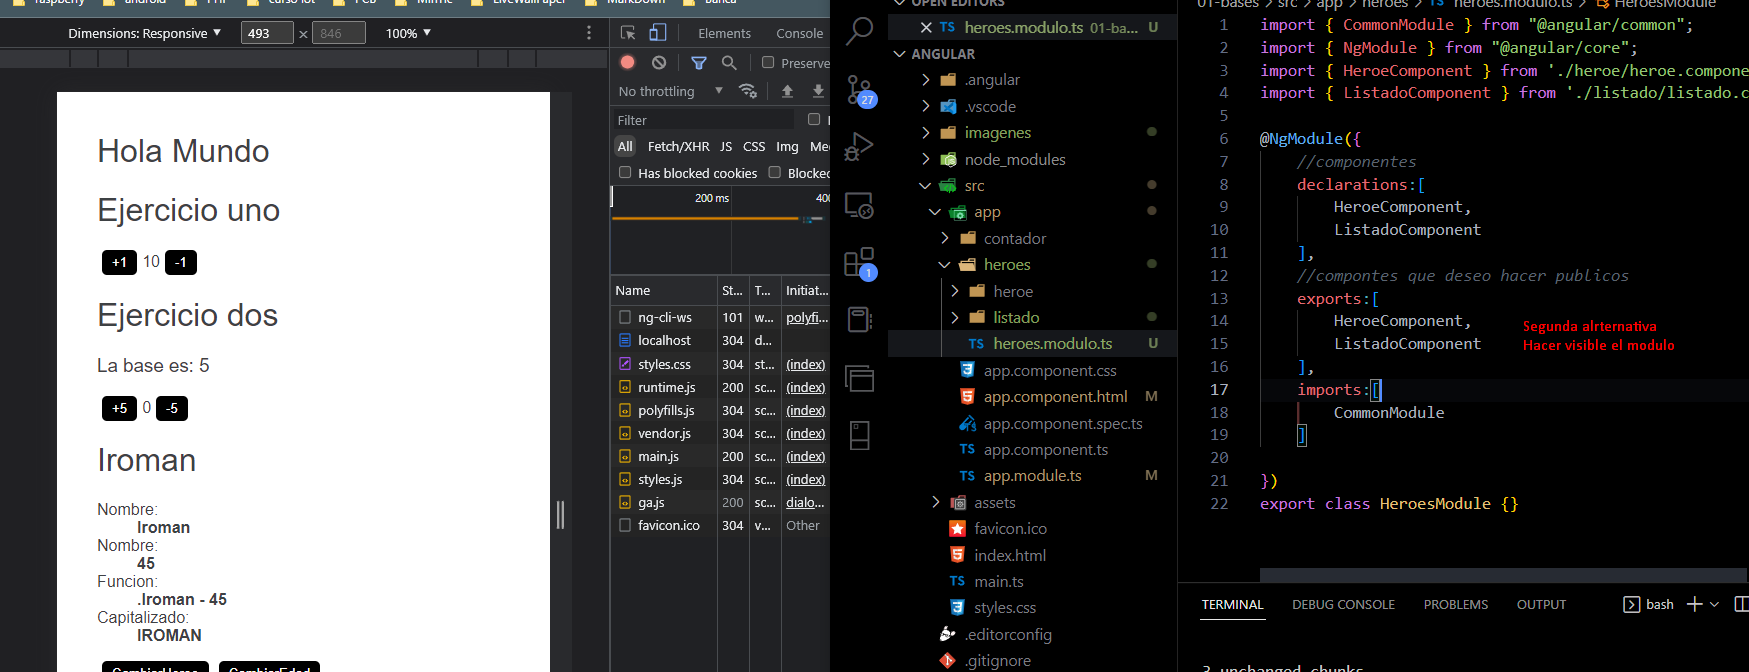 raspberry android PHP curso IoT PCB MinTic LiveWallPaper MarkDown banca
Dimensions: Responsive 493 × 846 100%
Elements Console
Preserve
No throttling
Filter
All Fetch/XHR JS CSS Img Me
Has blocked cookies Blocked
200 ms 400
Name St... T... Initiat...
ng-cli-ws 101 w... polyfi...
localhost 304 d...
styles.css 304 st... (index)
runtime.js 200 sc... (index)
polyfills.js 304 sc... (index)
vendor.js 304 sc... (index)
main.js 200 sc... (index)
styles.js 304 sc... (index)
ga.js 200 sc... dialo...
favicon.ico 304 v... Other
Hola Mundo
Ejercicio uno
+1 10 -1
Ejercicio dos
La base es: 5
+5 0 -5
Iroman
Nombre:
Iroman
Nombre:
45
Funcion:
.Iroman - 45
Capitalizado:
IROMAN
CambiarHeroe CambiarEdad
OPEN EDITORS
TS heroes.modulo.ts 01-ba... U
ANGULAR
.angular
.vscode
imagenes
node_modules
src
app
contador
heroes
heroe
listado
TS heroes.modulo.ts U
app.component.css
app.component.html M
app.component.spec.ts
TS app.component.ts
TS app.module.ts M
assets
favicon.ico
index.html
TS main.ts
styles.css
.editorconfig
.gitignore
27
1
01-bases > src > app > heroes > TS heroes.modulo.ts > HeroesModule
1 import { CommonModule } from "@angular/common";
2 import { NgModule } from "@angular/core";
3 import { HeroeComponent } from './heroe/heroe.compone
4 import { ListadoComponent } from './listado/listado.c
5
6 @NgModule({
7 //componentes
8 declarations:[
9 HeroeComponent,
10 ListadoComponent
11 ],
12 //compontes que deseo hacer publicos
13 exports:[
14 HeroeComponent,
15 ListadoComponent
16 ],
17 imports:[
18 CommonModule
19 ]
20
21 })
22 export class HeroesModule {}
Segunda alrternativa
Hacer visible el modulo
TERMINAL DEBUG CONSOLE PROBLEMS OUTPUT bash
3 unchanged chunks